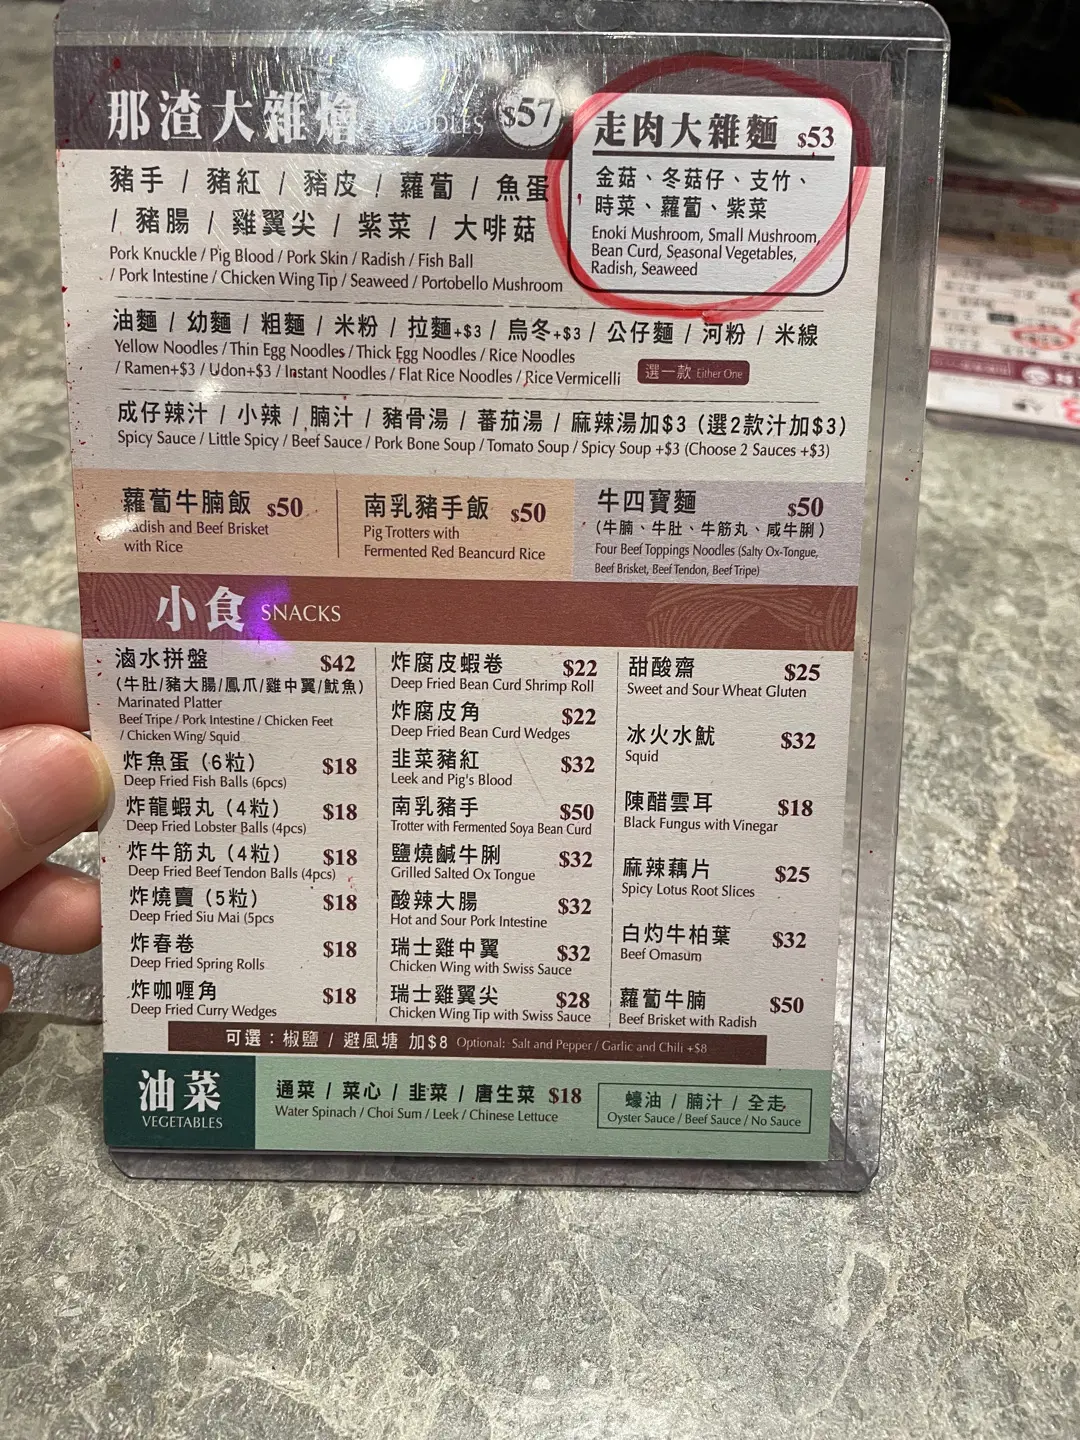 那渣大雜燴 NOODLES $57
豬手 / 豬紅 / 豬皮 / 蘿蔔 / 魚蛋
/ 豬腸 / 雞翼尖 / 紫菜 / 大啡菇
Pork Knuckle / Pig Blood / Pork Skin / Radish / Fish Ball
/ Pork Intestine / Chicken Wing Tip / Seaweed / Portobello Mushroom
走肉大雜麵 $53
金菇、冬菇仔、支竹、
時菜、蘿蔔、紫菜
Enoki Mushroom, Small Mushroom,
Bean Curd, Seasonal Vegetables,
Radish, Seaweed
油麵 / 幼麵 / 粗麵 / 米粉 / 拉麵+$3 / 烏冬+$3 / 公仔麵 / 河粉 / 米線
Yellow Noodles / Thin Egg Noodles / Thick Egg Noodles / Rice Noodles
/ Ramen+$3 / Udon+$3 / Instant Noodles / Flat Rice Noodles / Rice Vermicelli
選一款 Either One
成仔辣汁 / 小辣 / 腩汁 / 豬骨湯 / 蕃茄湯 / 麻辣湯加$3 (選2款汁加$3)
Spicy Sauce / Little Spicy / Beef Sauce / Pork Bone Soup / Tomato Soup / Spicy Soup +$3 (Choose 2 Sauces +$3)
蘿蔔牛腩飯 $50
Radish and Beef Brisket
with Rice
南乳豬手飯 $50
Pig Trotters with
Fermented Red Beancurd Rice
牛四寶麵 $50
(牛腩、牛肚、牛筋丸、咸牛脷)
Four Beef Toppings Noodles (Salty Ox-Tongue,
Beef Brisket, Beef Tendon, Beef Tripe)
小食 SNACKS
滷水拼盤 $42
(牛肚/豬大腸/鳳爪/雞中翼/魷魚)
Marinated Platter
Beef Tripe / Pork Intestine / Chicken Feet
/ Chicken Wing/ Squid
炸魚蛋 (6粒) $18
Deep Fried Fish Balls (6pcs)
炸龍蝦丸 (4粒) $18
Deep Fried Lobster Balls (4pcs)
炸牛筋丸 (4粒) $18
Deep Fried Beef Tendon Balls (4pcs)
炸燒賣 (5粒) $18
Deep Fried Siu Mai (5pcs
炸春卷 $18
Deep Fried Spring Rolls
炸咖喱角 $18
Deep Fried Curry Wedges
炸腐皮蝦卷 $22
Deep Fried Bean Curd Shrimp Roll
炸腐皮角 $22
Deep Fried Bean Curd Wedges
韭菜豬紅 $32
Leek and Pig's Blood
南乳豬手 $50
Trotter with Fermented Soya Bean Curd
鹽燒鹹牛脷 $32
Grilled Salted Ox Tongue
酸辣大腸 $32
Hot and Sour Pork Intestine
瑞士雞中翼 $32
Chicken Wing with Swiss Sauce
瑞士雞翼尖 $28
Chicken Wing Tip with Swiss Sauce
甜酸齋 $25
Sweet and Sour Wheat Gluten
冰火水魷 $32
Squid
陳醋雲耳 $18
Black Fungus with Vinegar
麻辣藕片 $25
Spicy Lotus Root Slices
白灼牛柏葉 $32
Beef Omasum
蘿蔔牛腩 $50
Beef Brisket with Radish
可選：椒鹽 / 避風塘 加$8 Optional: Salt and Pepper / Garlic and Chili +$8
油菜
VEGETABLES
通菜 / 菜心 / 韭菜 / 唐生菜 $18
Water Spinach / Choi Sum / Leek / Chinese Lettuce
蠔油 / 腩汁 / 全走
Oyster Sauce / Beef Sauce / No Sauce